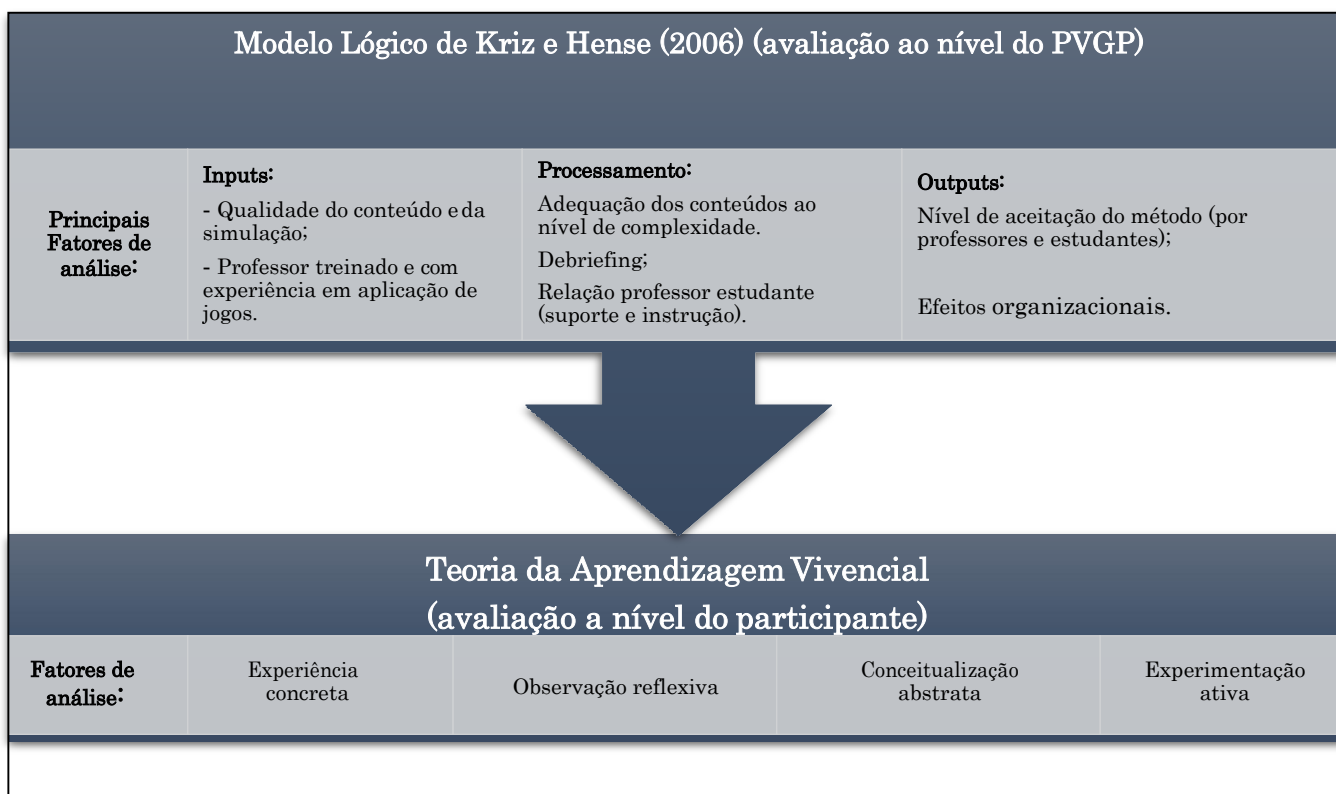 Modelo Lógico de Kriz e Hense (2006) (avaliação ao nível do PVGP)
Principais
Fatores de
análise:
Inputs:
- Qualidade do conteúdo e da
simulação;
- Professor treinado e com
experiência em aplicação de
jogos.
Processamento:
Adequação dos conteúdos ao
nível de complexidade.
Debriefing;
Relação professor estudante
(suporte e instrução).
Outputs:
Nível de aceitação do método (por
professores e estudantes);
Efeitos organizacionais.
Teoria da Aprendizagem Vivencial
(avaliação a nível do participante)
Fatores de
análise:
Experiência
concreta
Observação reflexiva
Conceitualização
abstrata
Experimentação
ativa